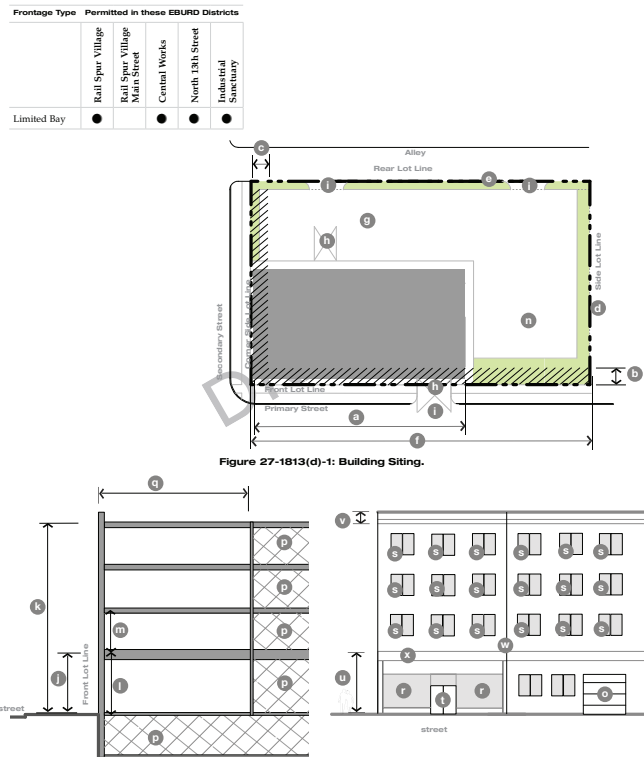 Frontage Type Permitted in these EBURD Districts
Rail Spur Village
Rail Spur Village Main Street
Central Works
North 13th Street
Industrial Sanctuary
Limited Bay
Alley
c
Rear Lot Line
e
i
i
g
h
Side Lot Line
Secondary Street
Corner Side Lot Line
d
n
b
h
Front Lot Line
i
Primary Street
a
f
Figure 27-1813(d)-1: Building Siting.
q
v
p
s s s s s s
k
p
s s s s s s
m
p
s s s s s s
w
x
j
Front Lot Line
l
p
u
r
t
r
o
street
p
street